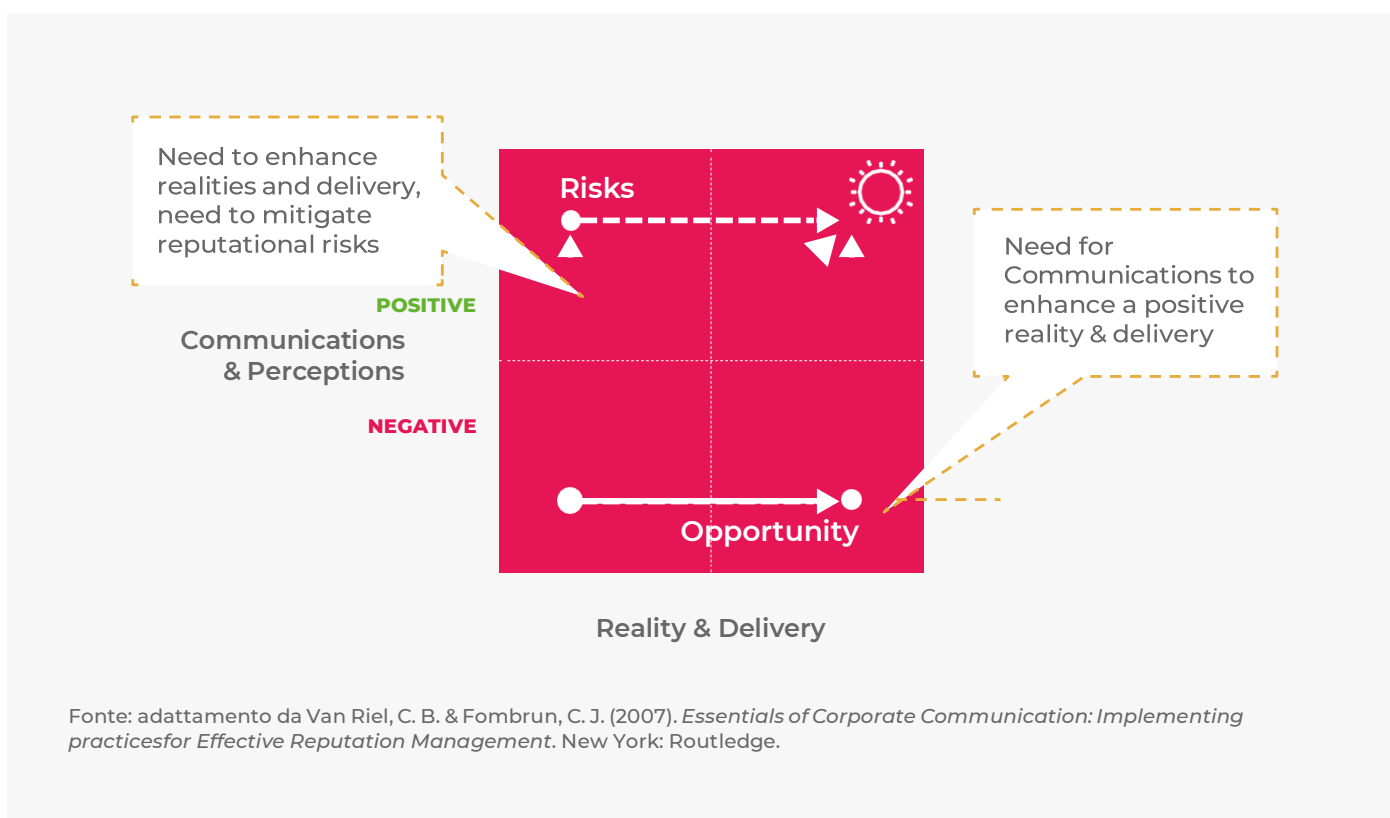 Need to enhance
realities and delivery,
need to mitigate
reputational risks
Risks
Need for
Communications to
enhance a positive
reality & delivery
POSITIVE
Communications
& Perceptions
NEGATIVE
Opportunity
Reality & Delivery
Fonte: adattamento da Van Riel, C. B. & Fombrun, C. J. (2007). Essentials of Corporate Communication: Implementing
practicesfor Effective Reputation Management. New York: Routledge.